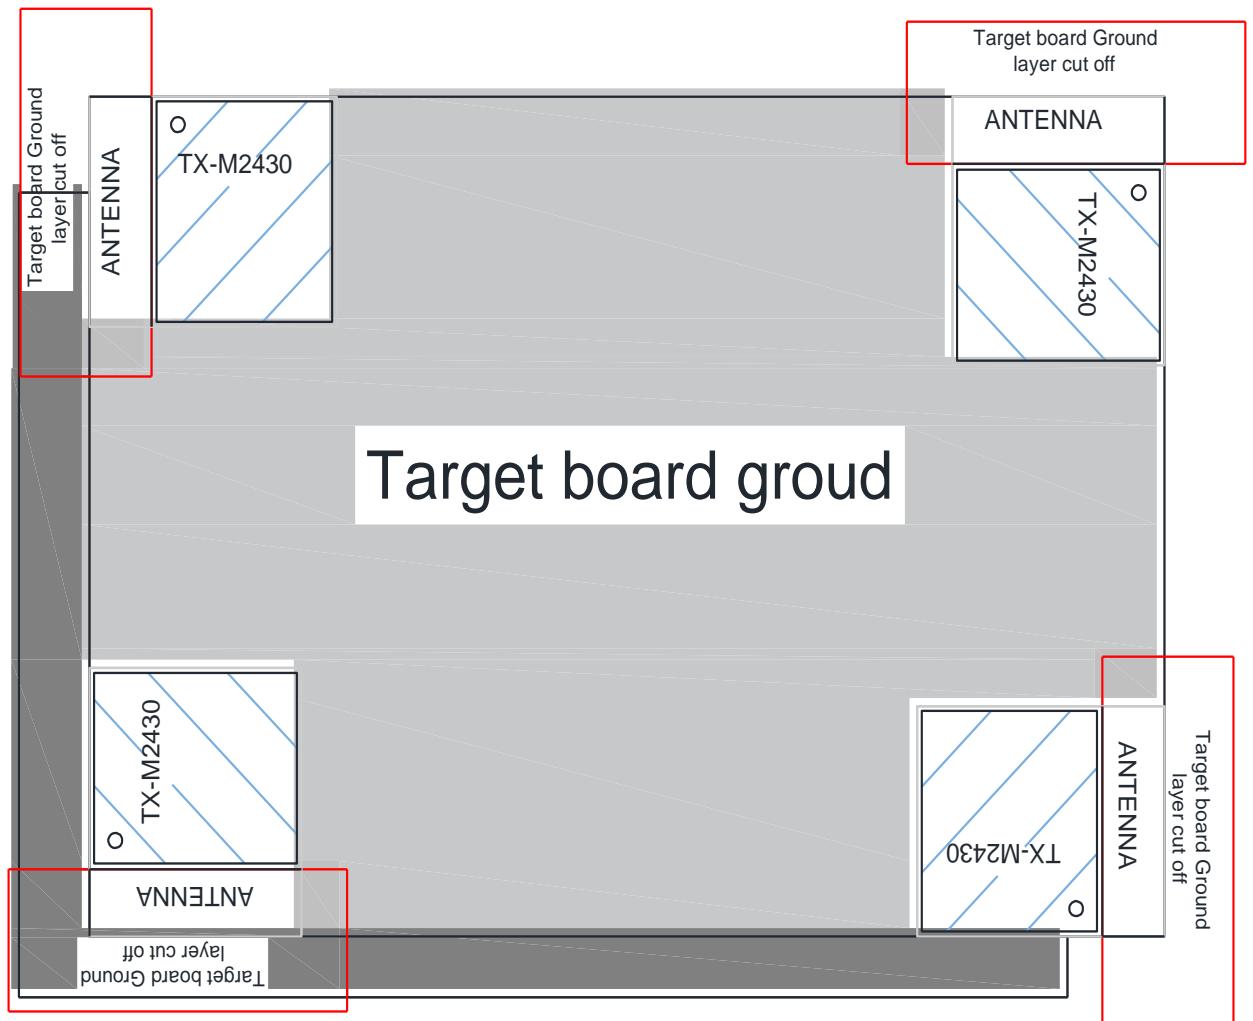 Target board Ground
layer cut off
ANTENNA
TX-M2430
Target board Ground
layer cut off
ANTENNA
TX-M2430
Target board groud
TX-M2430
ANTENNA
Target board Ground
layer cut off
TX-M2430
ANTENNA
Target board Ground
layer cut off